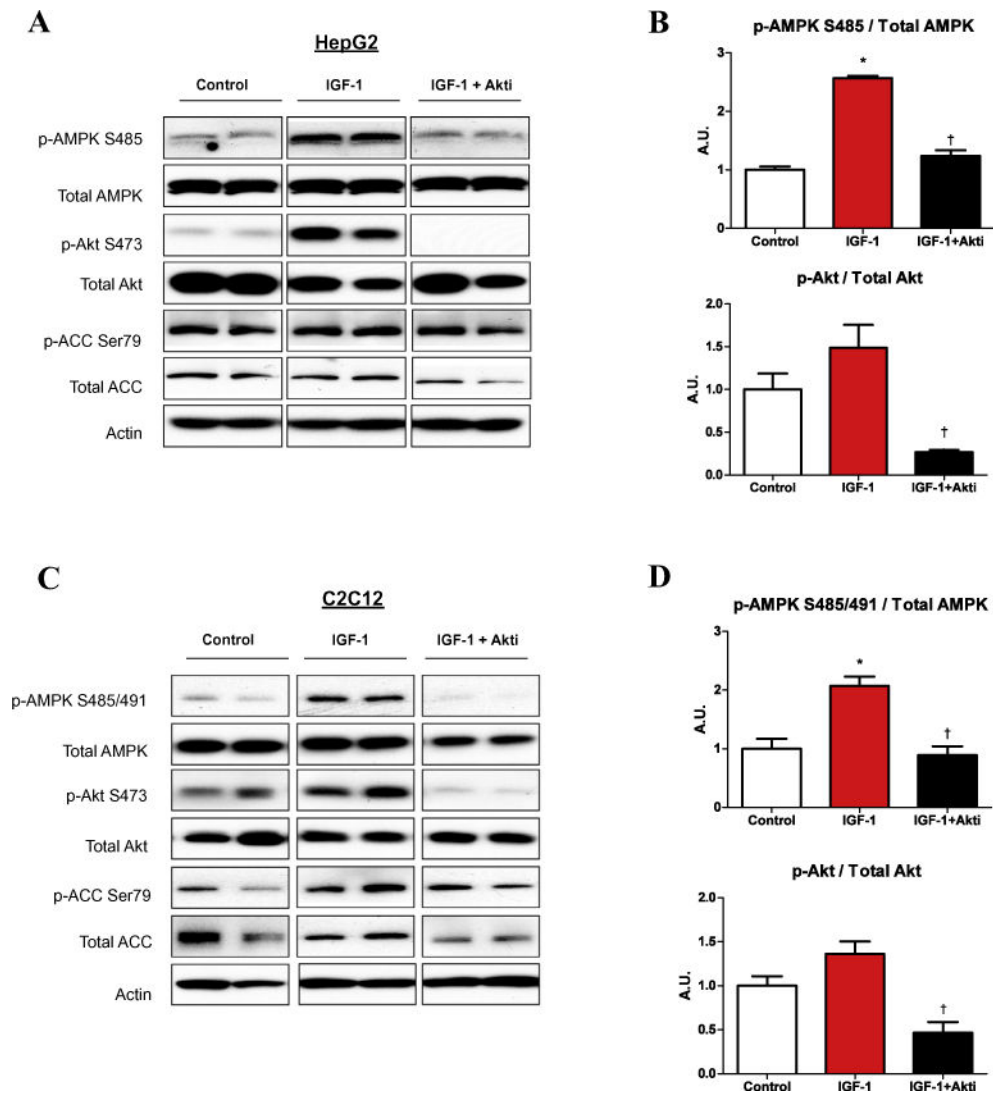 A
HepG2
Control IGF-1 IGF-1 + Akti
p-AMPK S485
Total AMPK
p-Akt S473
Total Akt
p-ACC Ser79
Total ACC
Actin
B
p-AMPK S485 / Total AMPK
3
2
1
0
A.U.
*
†
Control IGF-1 IGF-1+Akti
p-Akt / Total Akt
2.0
1.5
1.0
0.5
0.0
A.U.
†
Control IGF-1 IGF-1+Akti
C
C2C12
Control IGF-1 IGF-1 + Akti
p-AMPK S485/491
Total AMPK
p-Akt S473
Total Akt
p-ACC Ser79
Total ACC
Actin
D
p-AMPK S485/491 / Total AMPK
3
2
1
0
A.U.
*
†
Control IGF-1 IGF-1+Akti
p-Akt / Total Akt
2.0
1.5
1.0
0.5
0.0
A.U.
†
Control IGF-1 IGF-1+Akti